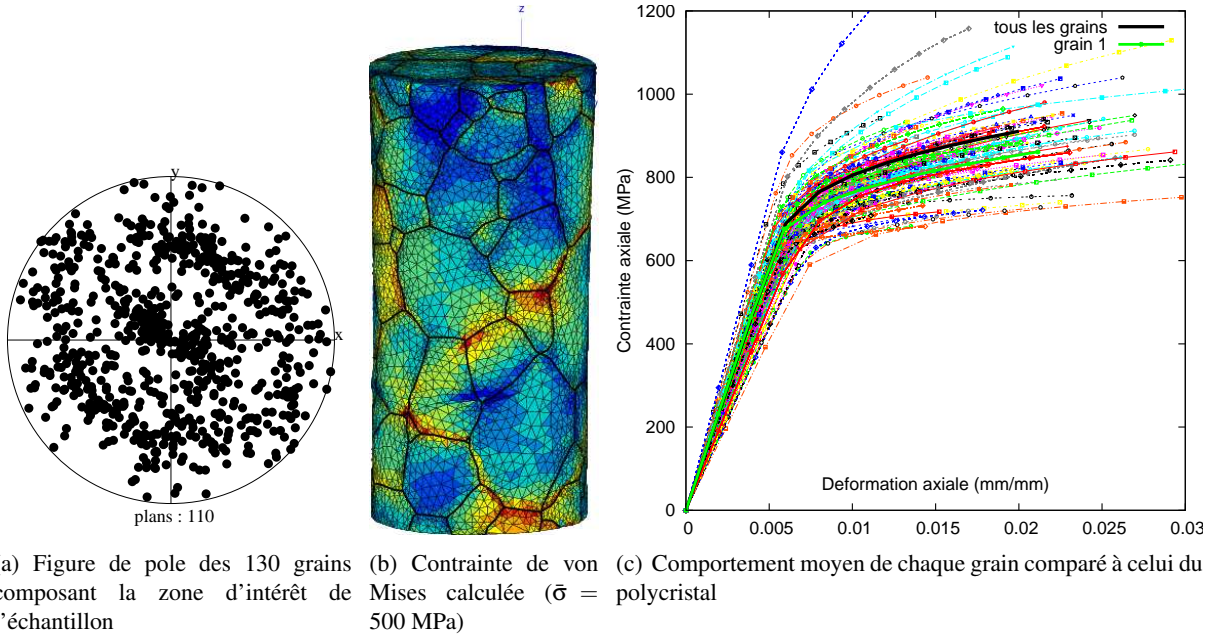 y
x
plans : 110
z
1200
1000
800
600
400
200
0
Contrainte axiale (MPa)
tous les grains
grain 1
Deformation axiale (mm/mm)
0 0.005 0.01 0.015 0.02 0.025 0.03
a) Figure de pole des 130 grains
composant la zone d'intérêt de
'échantillon
(b) Contrainte de von
Mises calculée (σ̄ =
500 MPa)
(c) Comportement moyen de chaque grain comparé à celui du
polycristal